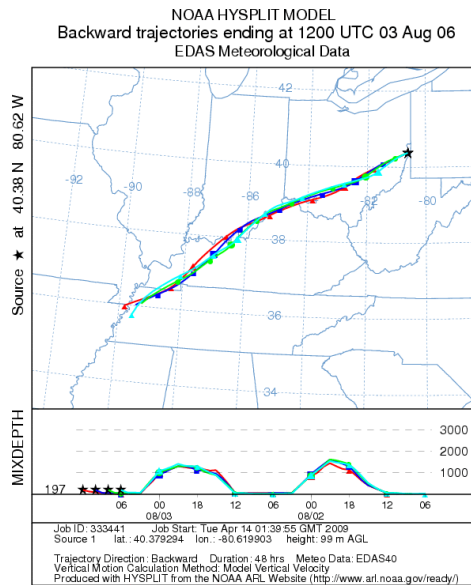 NOAA HYSPLIT MODEL
Backward trajectories ending at 1200 UTC 03 Aug 06
EDAS Meteorological Data
Source ★ at 40.38 N 80.62 W
42
-92
-90
-88
-86
40
-84
-82
-80
38
36
34
MIXDEPTH
3000
2000
1000
197
06 00 18 12 06 00 18 12 06
08/03 08/02
Job ID: 333441 Job Start: Tue Apr 14 01:39:55 GMT 2009
Source 1 lat.: 40.379294 lon.: -80.619903 height: 99 m AGL
Trajectory Direction: Backward Duration: 48 hrs Meteo Data: EDAS40
Vertical Motion Calculation Method: Model Vertical Velocity
Produced with HYSPLIT from the NOAA ARL Website (http://www.arl.noaa.gov/ready/)